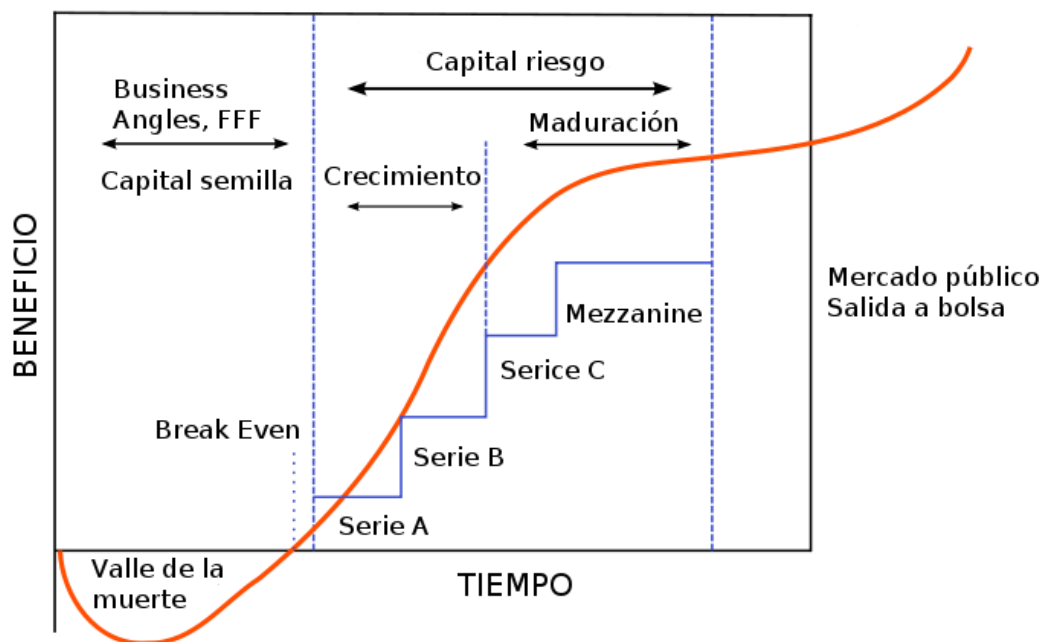 Capital riesgo
Business
Angles, FFF
Maduración
Capital semilla
Crecimiento
BENEFICIO
Mercado público
Salida a bolsa
Mezzanine
Serice C
Break Even
Serie B
Serie A
Valle de la
muerte
TIEMPO